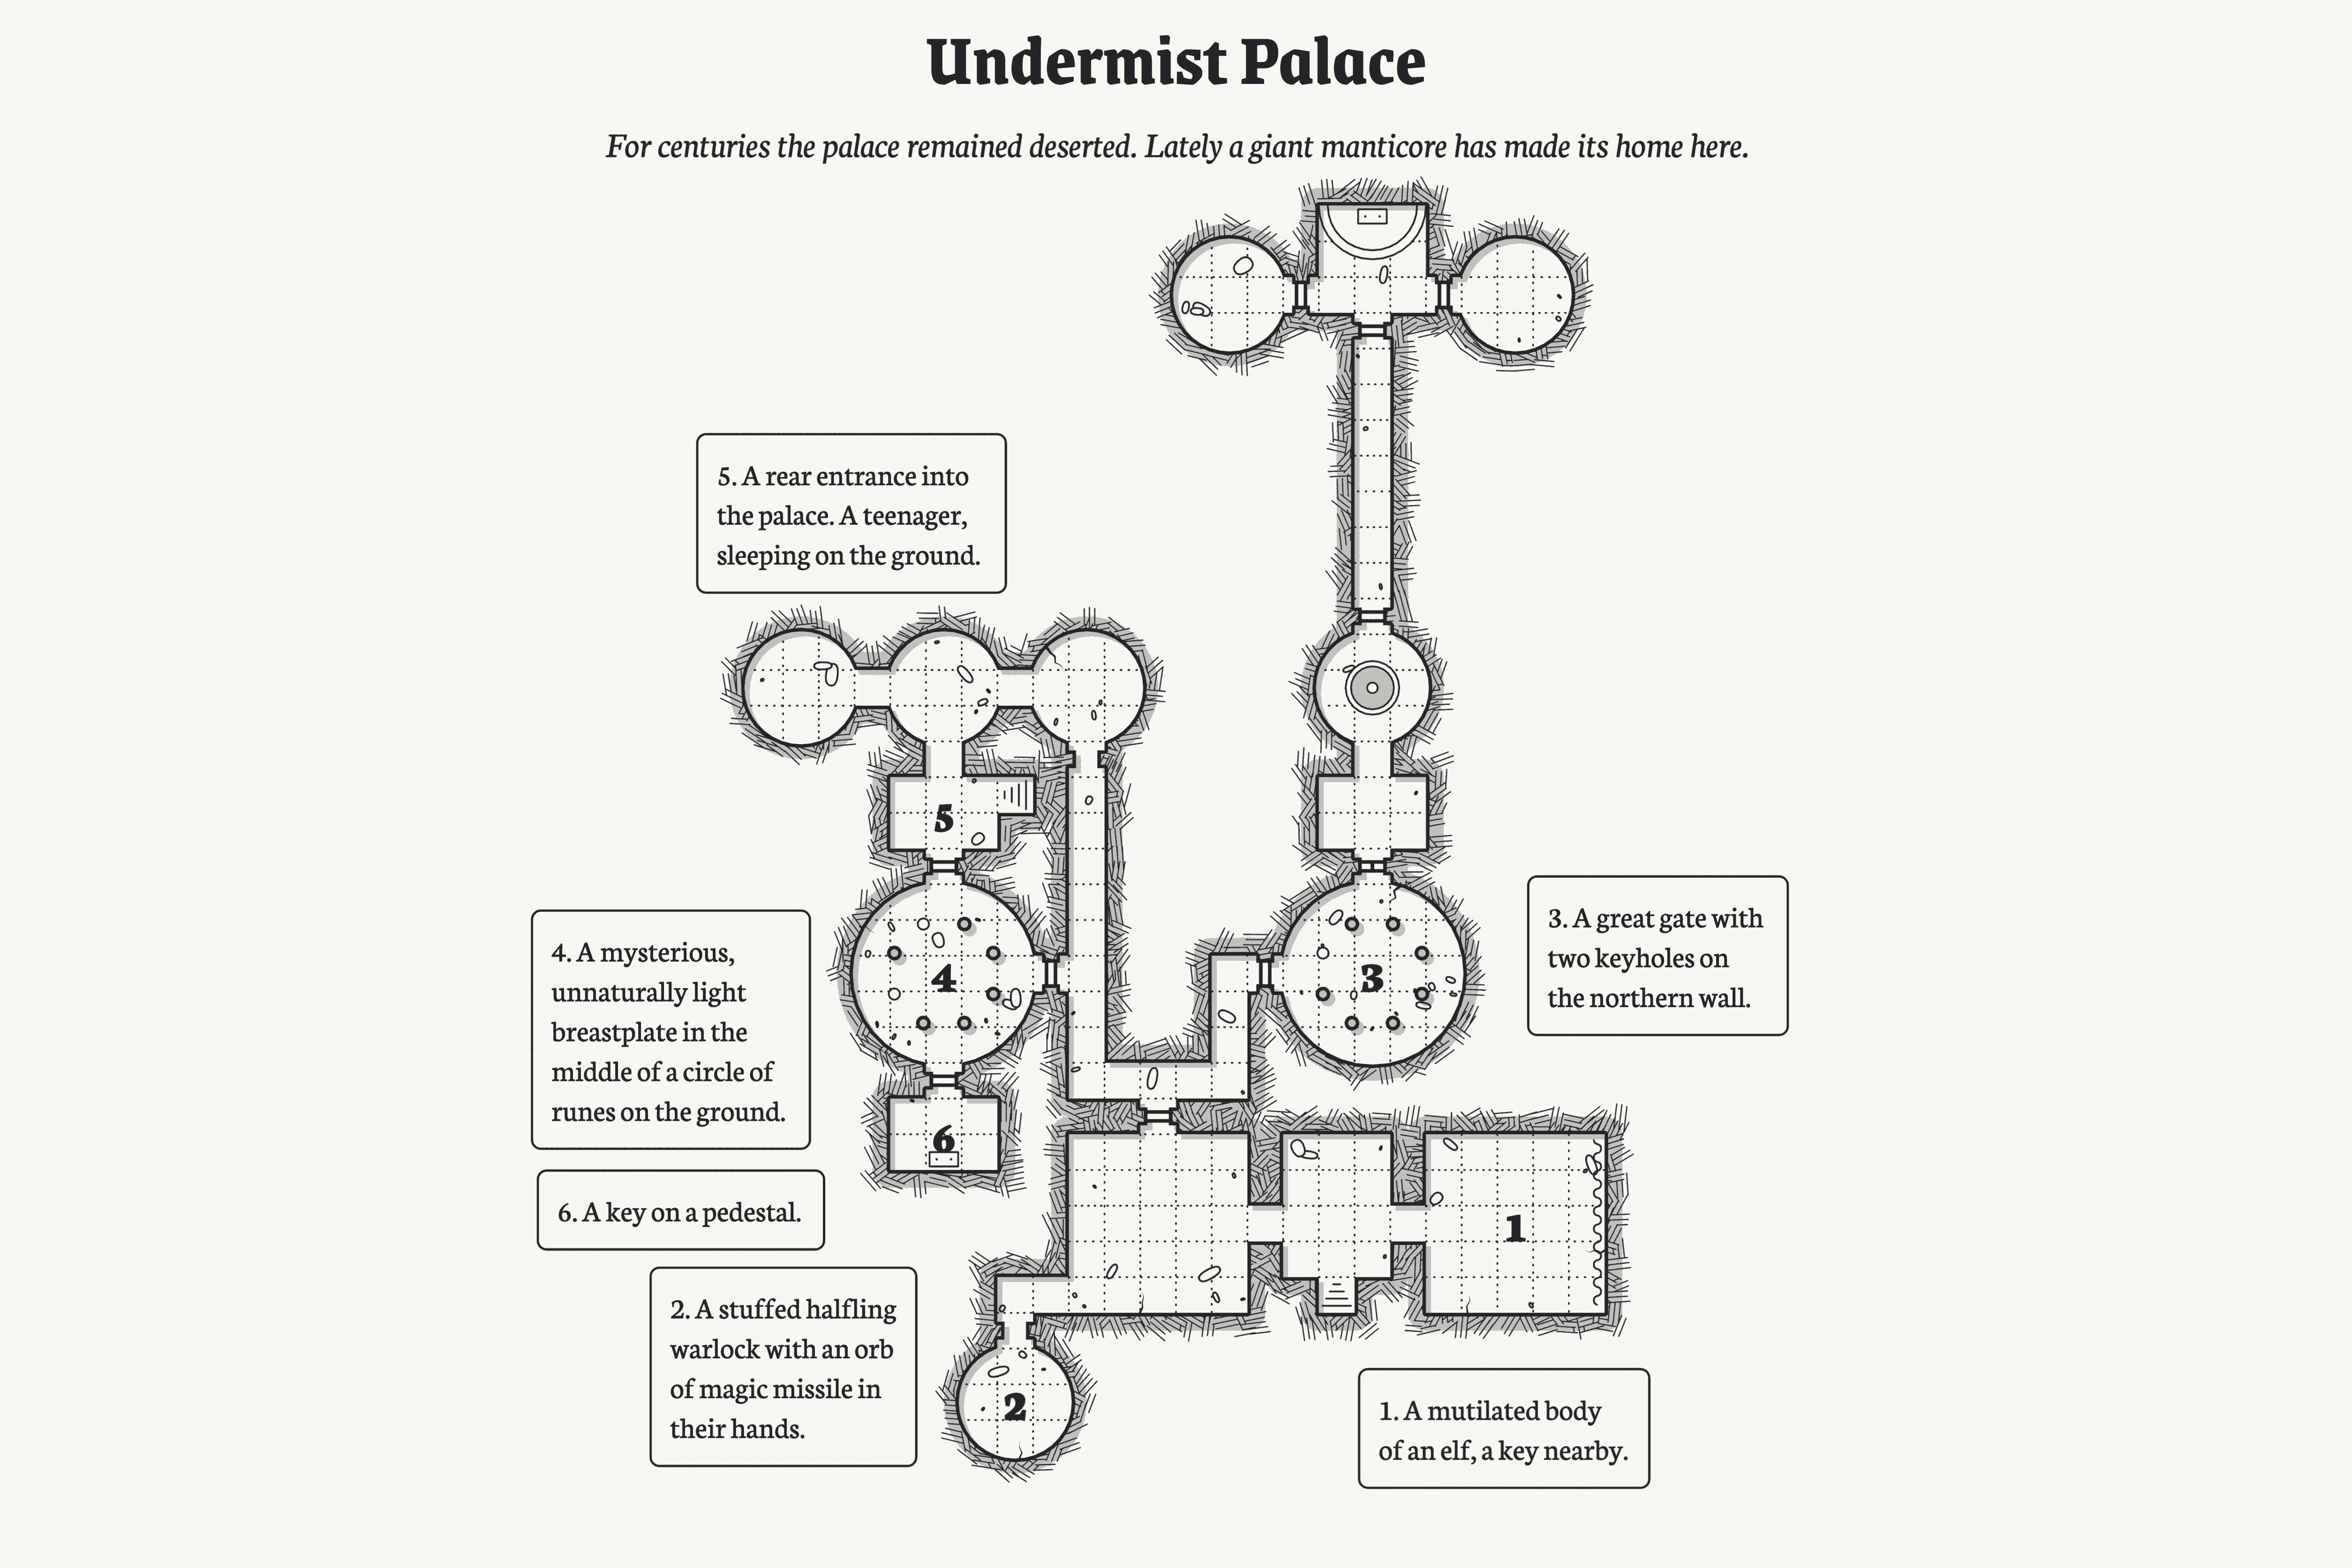 Undermist Palace
For centuries the palace remained deserted. Lately a giant manticore has made its home here.
5. A rear entrance into
the palace. A teenager,
sleeping on the ground.
5
4. A mysterious,
unnaturally light
breastplate in the
middle of a circle of
runes on the ground.
4
3
3. A great gate with
two keyholes on
the northern wall.
6
6. A key on a pedestal.
1
2. A stuffed halfling
warlock with an orb
of magic missile in
their hands.
2
1. A mutilated body
of an elf, a key nearby.